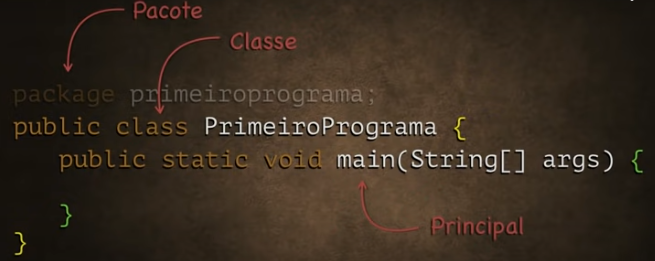 Pacote
Classe
package primeiroprograma;
public class PrimeiroPrograma {
public static void main(String[] args) {
}
Principal
}